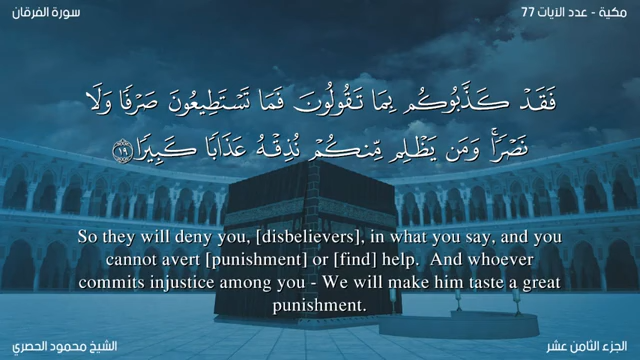 سورة الفرقان
مكية - عدد الآيات 77
فَقَدْ كَذَّبُوكُم بِمَا تَقُولُونَ فَمَا تَسْتَطِيعُونَ صَرْفًا وَلَا
نَصْرًا ۚ وَمَن يَظْلِم مِّنكُمْ نُذِقْهُ عَذَابًا كَبِيرًا ١٩
So they will deny you, [disbelievers], in what you say, and you
cannot avert [punishment] or [find] help.  And whoever
commits injustice among you - We will make him taste a great
punishment.
الشيخ محمود الحصري
الجزء الثامن عشر